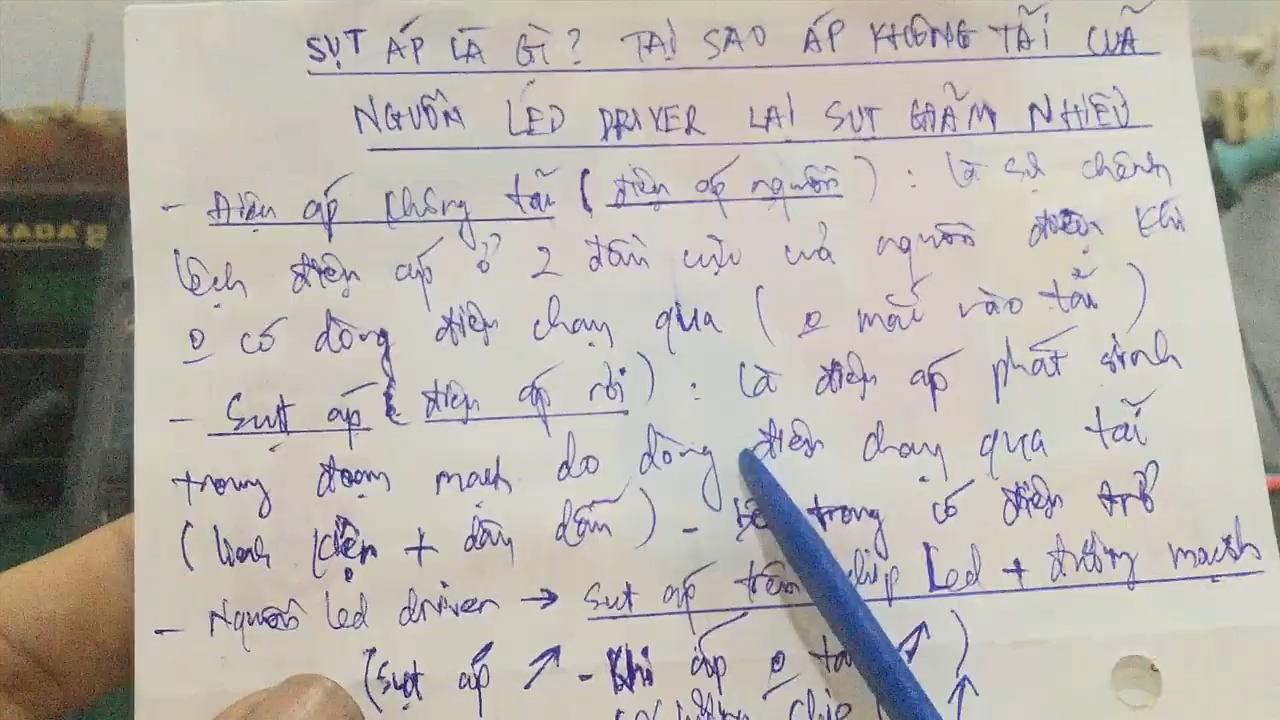 SỤT ÁP LÀ GÌ? TẠI SAO ÁP KHÔNG TẢI CỦA
NGUỒN LED DRIVER LẠI SỤT GIẢM NHIỀU
- Điện áp không tải (điện áp nguồn) : là sự chênh
lệch điện áp ở 2 đầu cực của nguồn điện khi
o có dòng điện chạy qua (o mắc vào tải)
- Sụt áp (điện áp rơi) : là điện áp phát sinh
trong đoạn mạch do dòng điện chạy qua tải
(linh kiện + dây dẫn) - trong có điện trở
- Nguồn led driver → sụt áp trên chip Led + đường mạch
(sụt áp ↗ - Khi áp o tải ↗)
lượng chip ↑